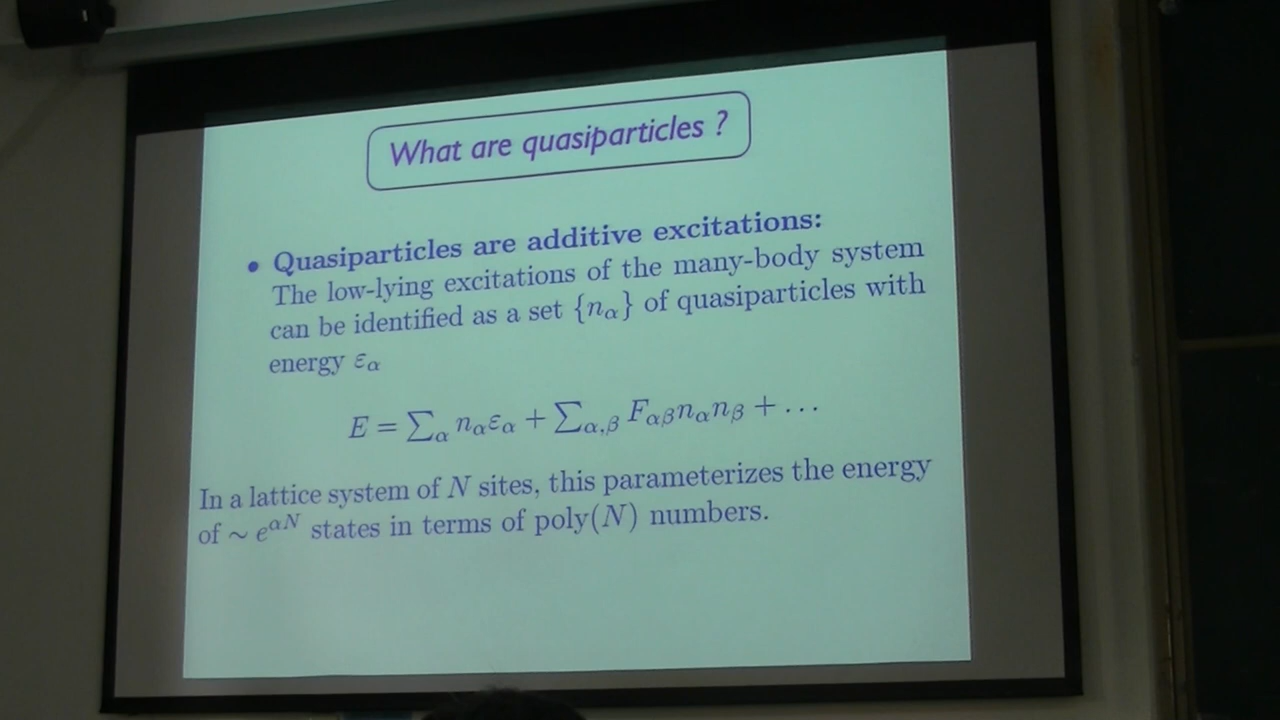 What are quasiparticles ?
• Quasiparticles are additive excitations:
The low-lying excitations of the many-body system
can be identified as a set {n_α} of quasiparticles with
energy ε_α
E = ∑_α n_α ε_α + ∑_{α,β} F_{αβ} n_α n_β + …
In a lattice system of N sites, this parameterizes the energy
of ∼ e^{αN} states in terms of poly(N) numbers.